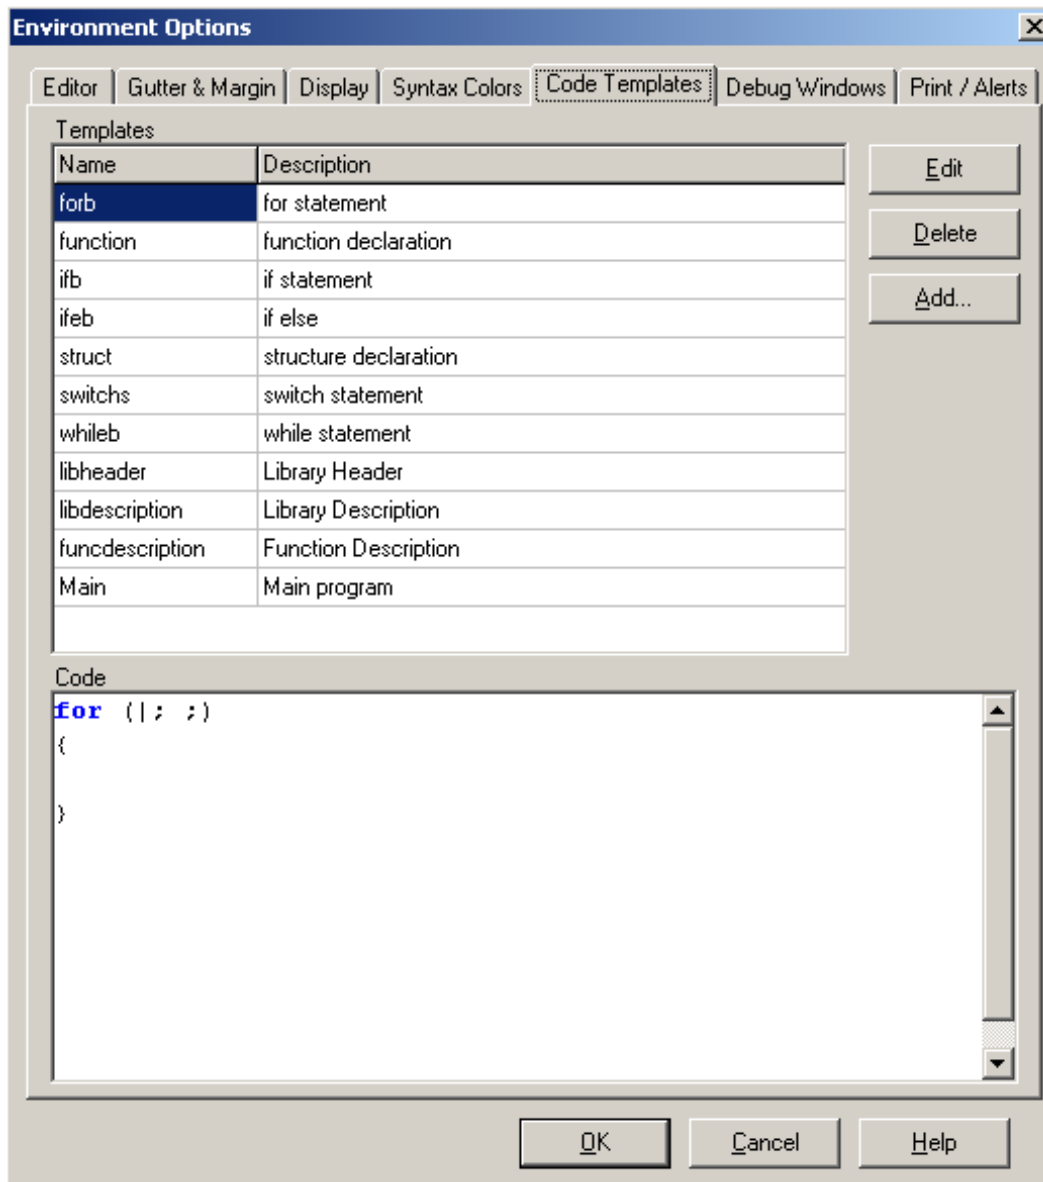 Environment Options
Editor Gutter & Margin Display Syntax Colors Code Templates Debug Windows Print / Alerts
Templates
Name Description
forb for statement
function function declaration
ifb if statement
ifeb if else
struct structure declaration
switchs switch statement
whileb while statement
libheader Library Header
libdescription Library Description
funcdescription Function Description
Main Main program
Edit
Delete
Add...
Code
for (|; ;)
{
}
OK Cancel Help